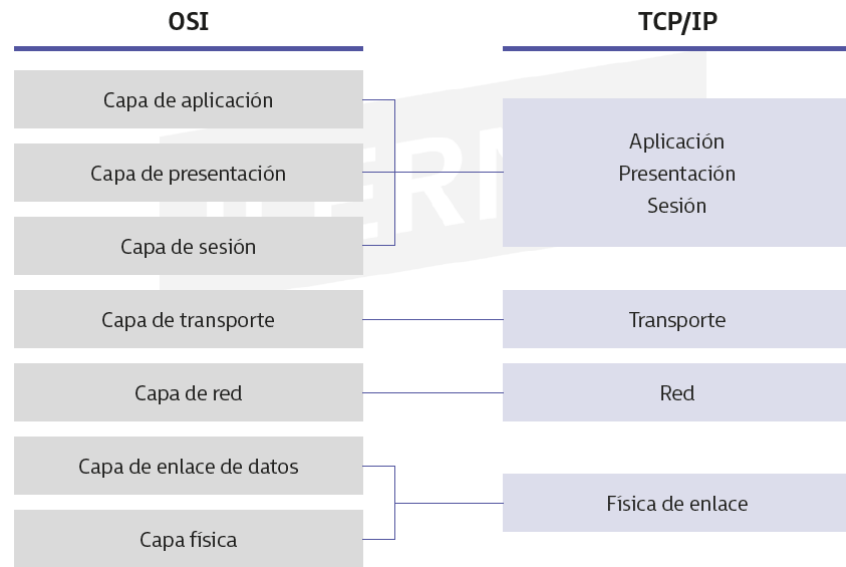 OSI
Capa de aplicación
Capa de presentación
Capa de sesión
Capa de transporte
Capa de red
Capa de enlace de datos
Capa física
TCP/IP
Aplicación
Presentación
Sesión
Transporte
Red
Física de enlace